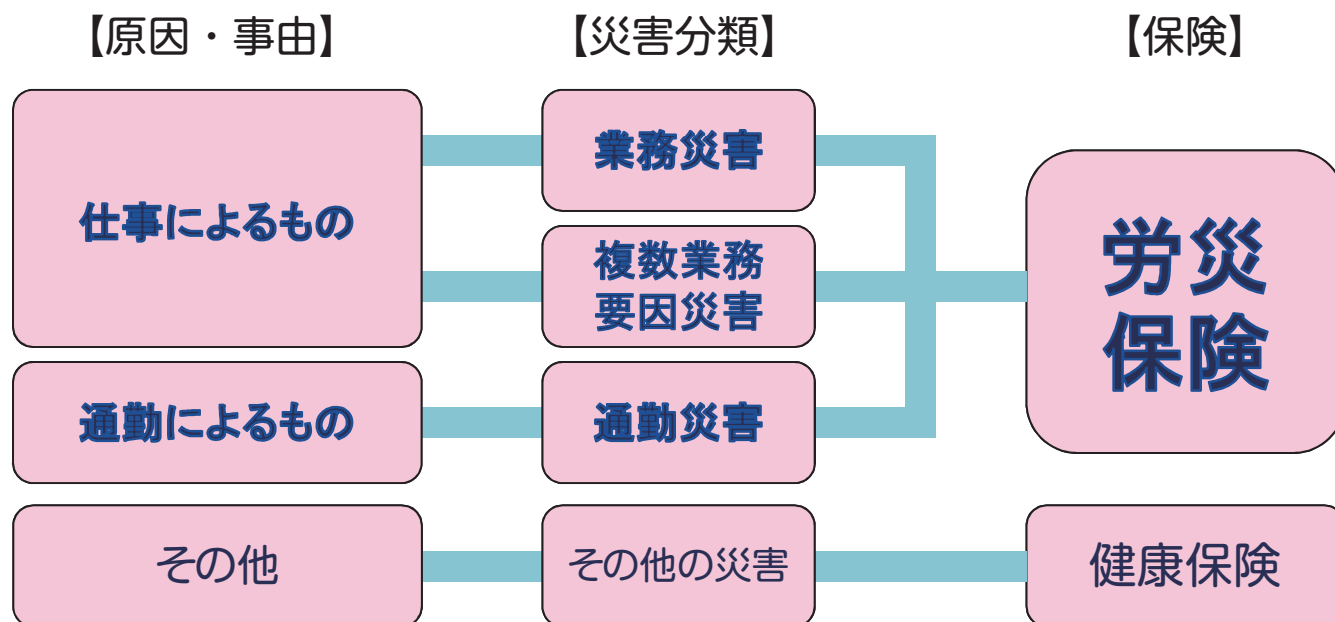 【原因・事由】
【災害分類】
【保険】
仕事によるもの
業務災害
複数業務
要因災害
労災
保険
通勤によるもの
通勤災害
その他
その他の災害
健康保険